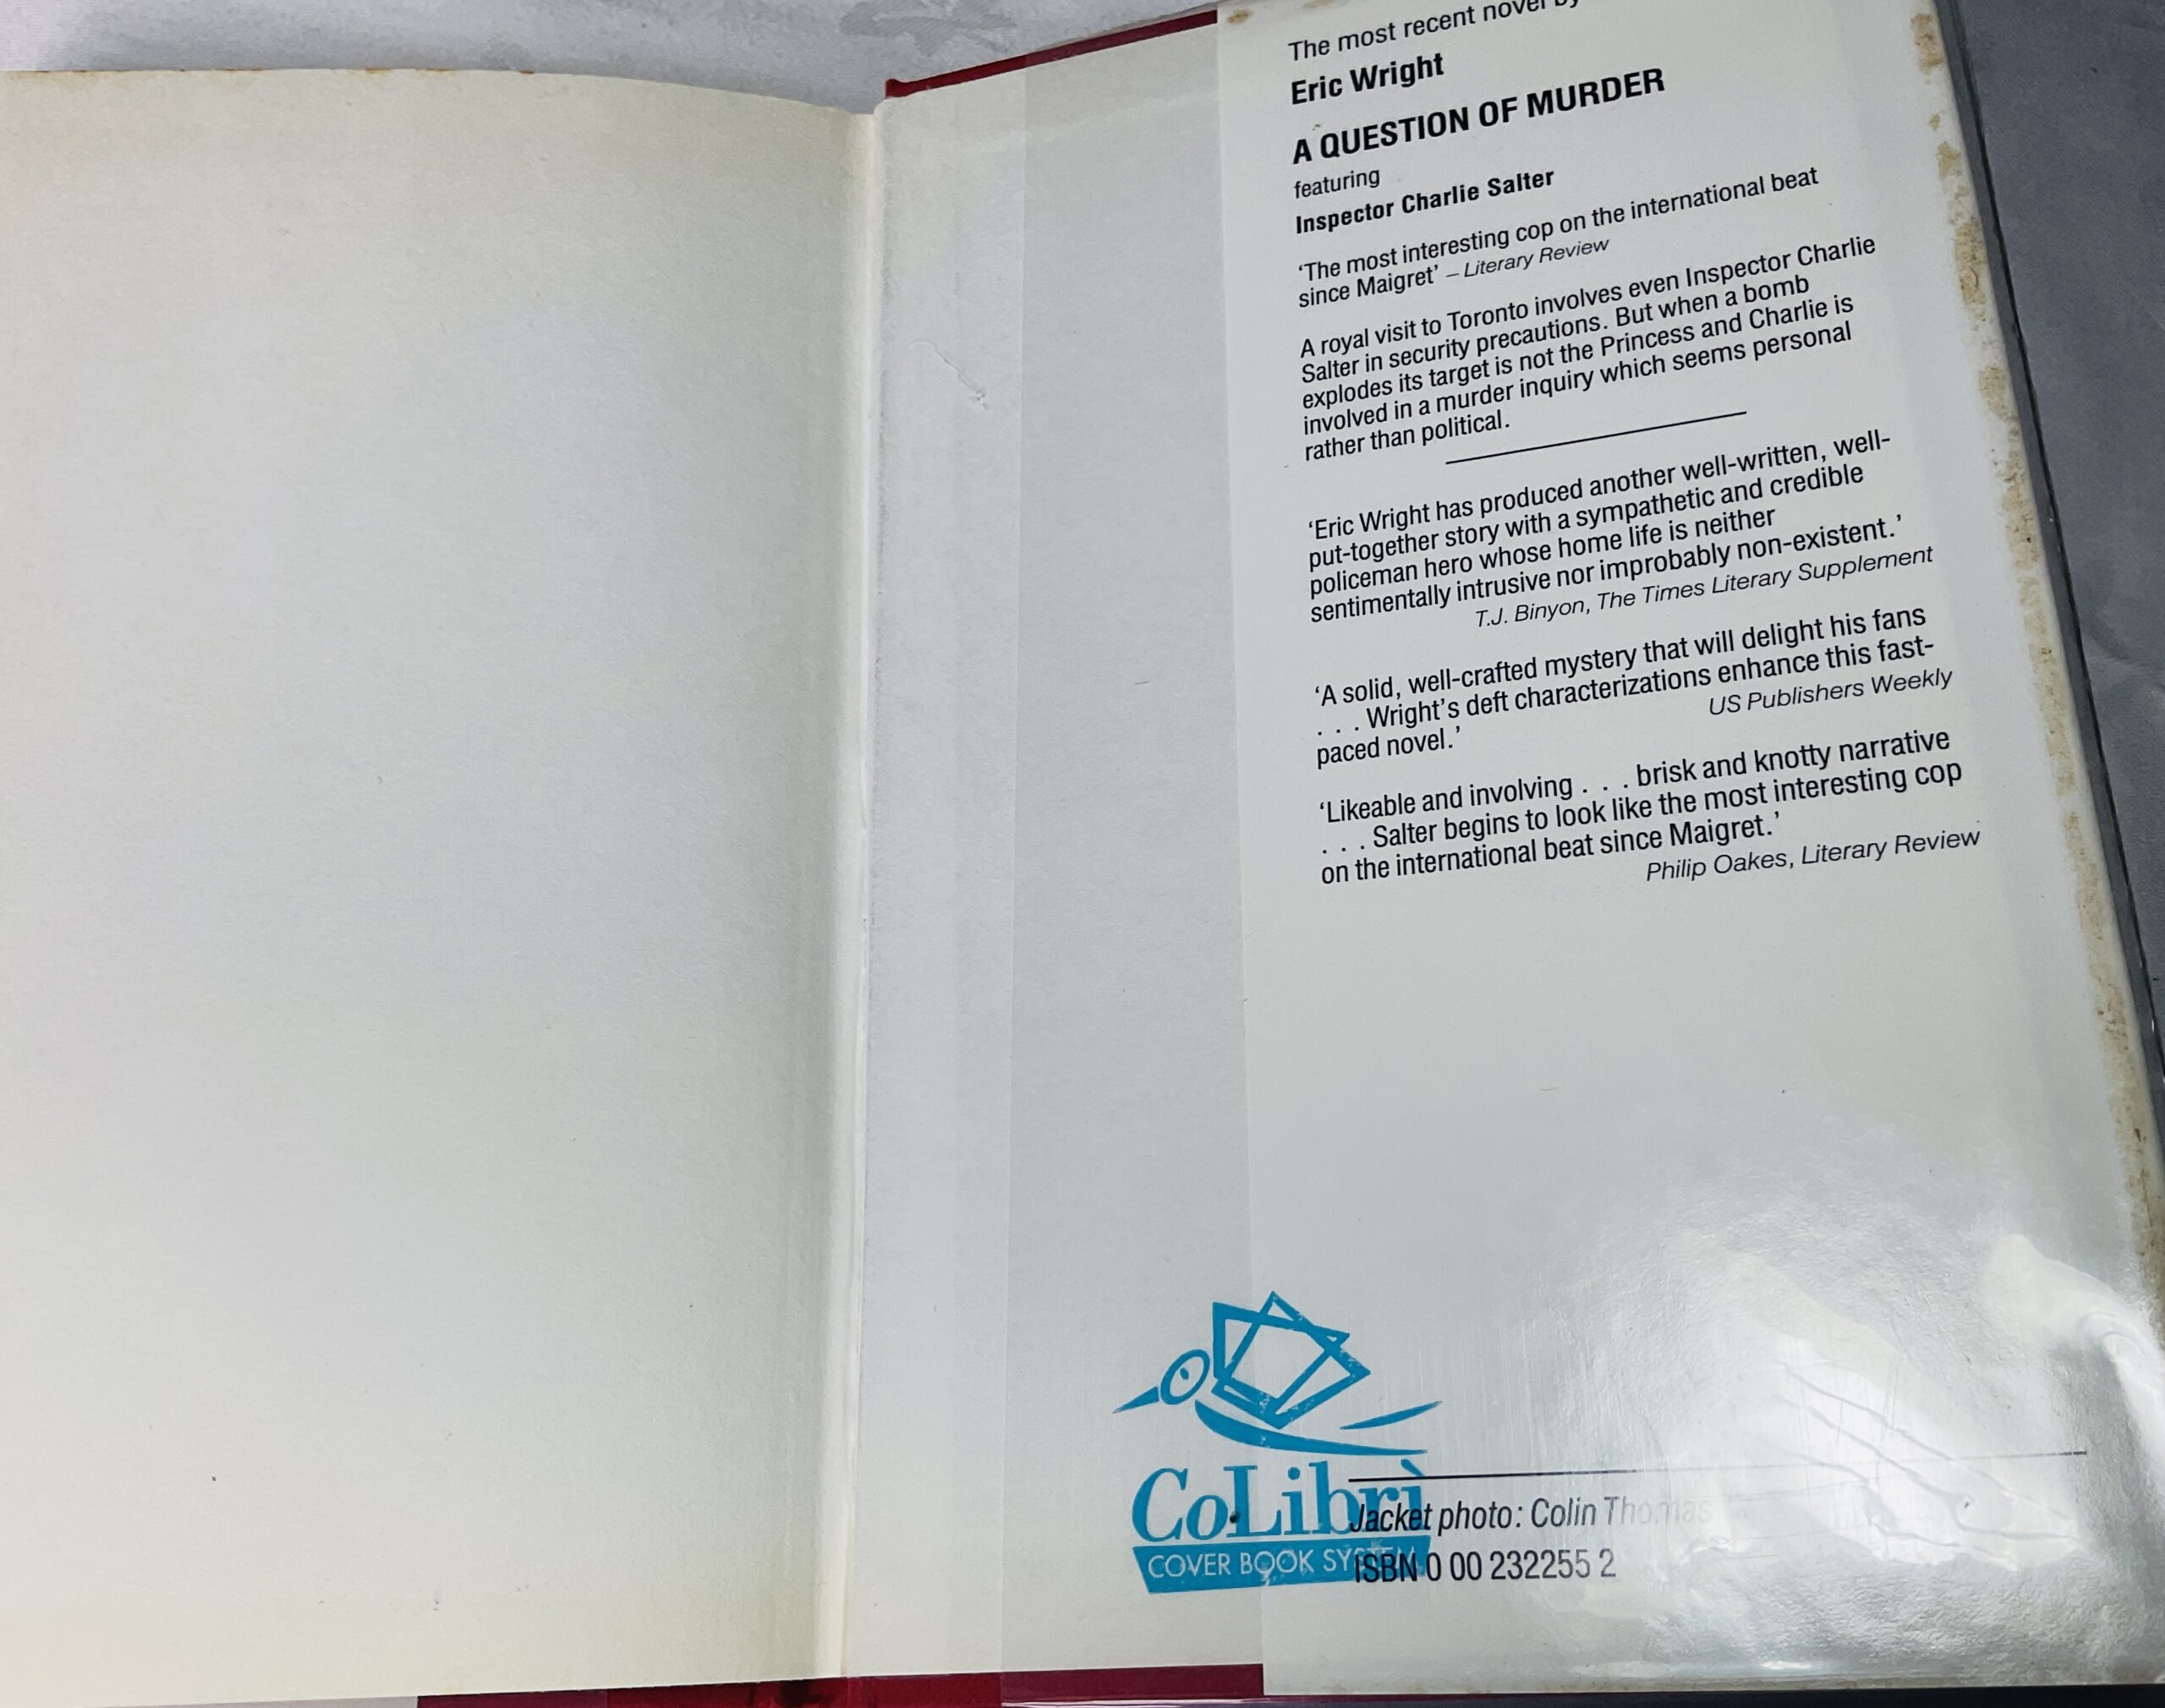 The most recent novel by
Eric Wright
A QUESTION OF MURDER
featuring
Inspector Charlie Salter
‘The most interesting cop on the international beat
since Maigret’ – Literary Review
A royal visit to Toronto involves even Inspector Charlie
Salter in security precautions. But when a bomb
explodes its target is not the Princess and Charlie is
involved in a murder inquiry which seems personal
rather than political.
‘Eric Wright has produced another well-written, well-
put-together story with a sympathetic and credible
policeman hero whose home life is neither
sentimentally intrusive nor improbably non-existent.’
T.J. Binyon, The Times Literary Supplement
‘A solid, well-crafted mystery that will delight his fans
. . . Wright’s deft characterizations enhance this fast-
paced novel.’
US Publishers Weekly
‘Likeable and involving . . . brisk and knotty narrative
. . . Salter begins to look like the most interesting cop
on the international beat since Maigret.’
Philip Oakes, Literary Review
CoLibrì
COVER BOOK SYSTEM
Jacket photo: Colin Thomas
ISBN 0 00 232255 2